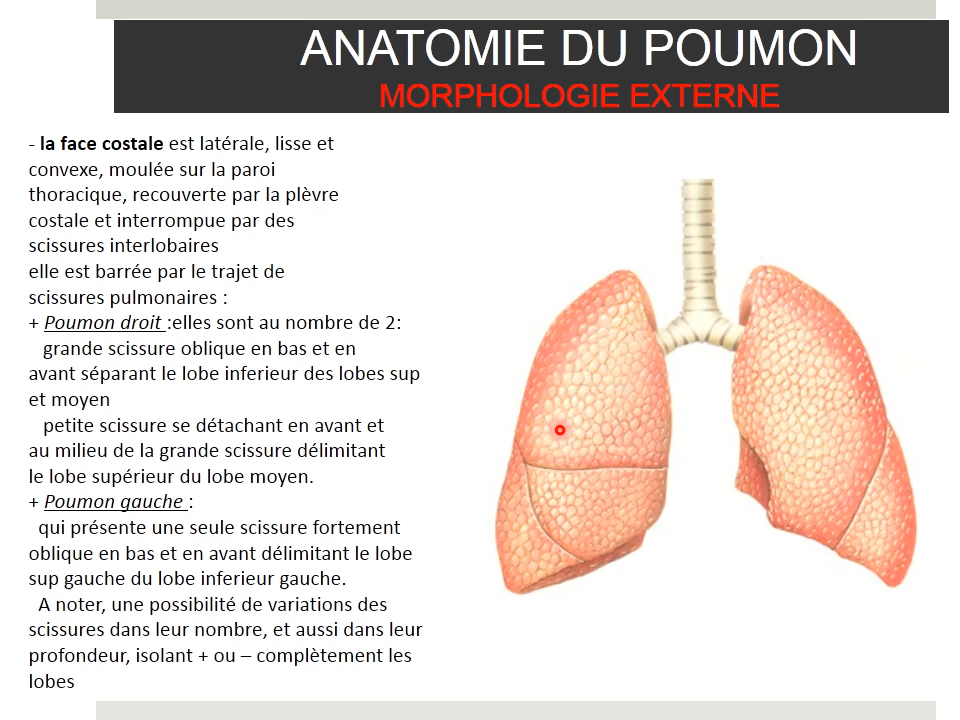 ANATOMIE DU POUMON
MORPHOLOGIE EXTERNE
- la face costale est latérale, lisse et
convexe, moulée sur la paroi
thoracique, recouverte par la plèvre
costale et interrompue par des
scissures interlobaires
elle est barrée par le trajet de
scissures pulmonaires :
+ Poumon droit :elles sont au nombre de 2:
grande scissure oblique en bas et en
avant séparant le lobe inferieur des lobes sup
et moyen
petite scissure se détachant en avant et
au milieu de la grande scissure délimitant
le lobe supérieur du lobe moyen.
+ Poumon gauche :
qui présente une seule scissure fortement
oblique en bas et en avant délimitant le lobe
sup gauche du lobe inferieur gauche.
A noter, une possibilité de variations des
scissures dans leur nombre, et aussi dans leur
profondeur, isolant + ou – complètement les
lobes